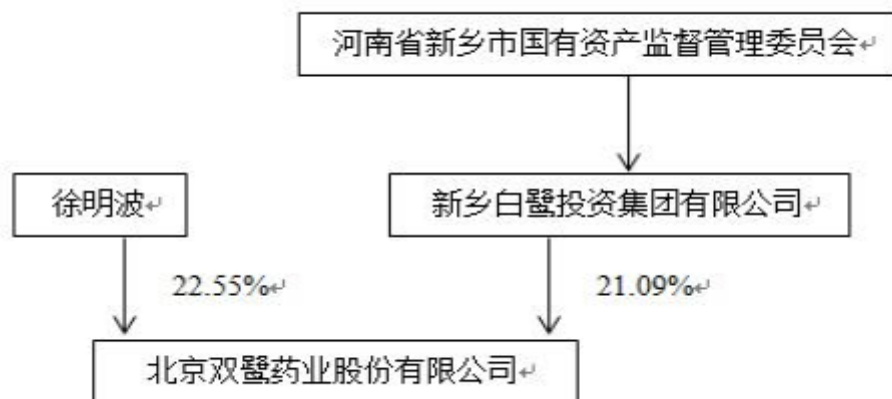 河南省新乡市国有资产监督管理委员会↵
徐明波↵
新乡白鹭投资集团有限公司↵
22.55%↵
21.09%↵
北京双鹭药业股份有限公司↵